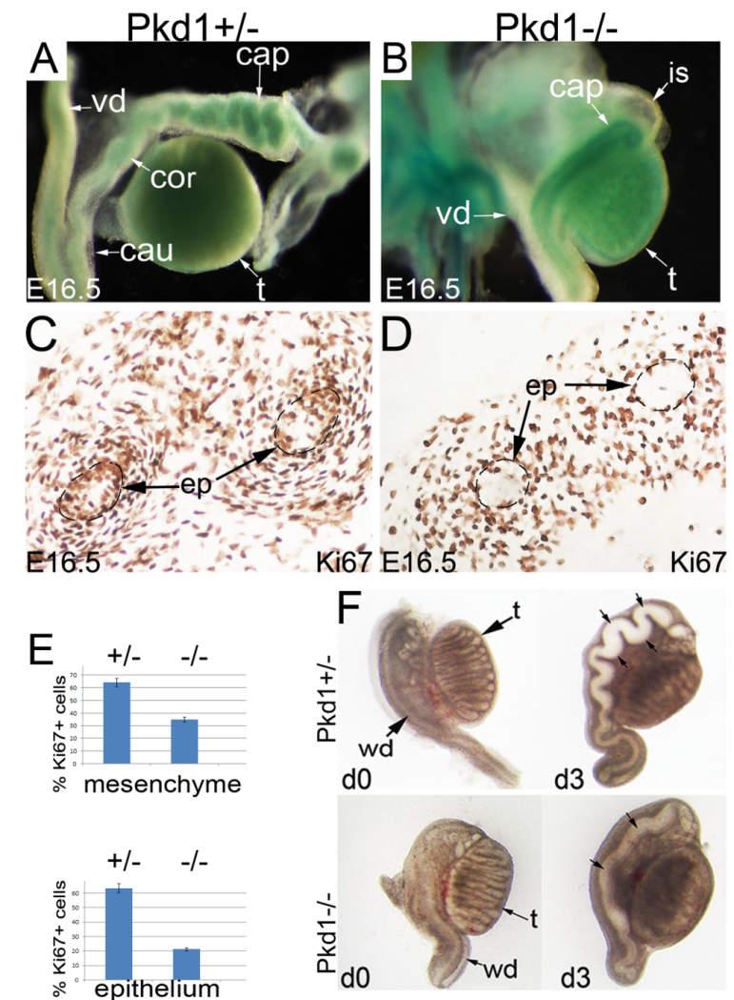 Pkd1+/-
Pkd1-/-
A
cap
vd
cor
cau
t
E16.5
B
is
cap
vd
t
E16.5
C
ep
E16.5
Ki67
D
ep
E16.5
Ki67
E
+/- -/-
% Ki67+ cells
70
60
50
40
30
20
10
0
mesenchyme
+/- -/-
% Ki67+ cells
60
50
40
30
20
10
0
epithelium
F
Pkd1+/-
t
wd
d0
d3
Pkd1-/-
t
wd
d0
d3